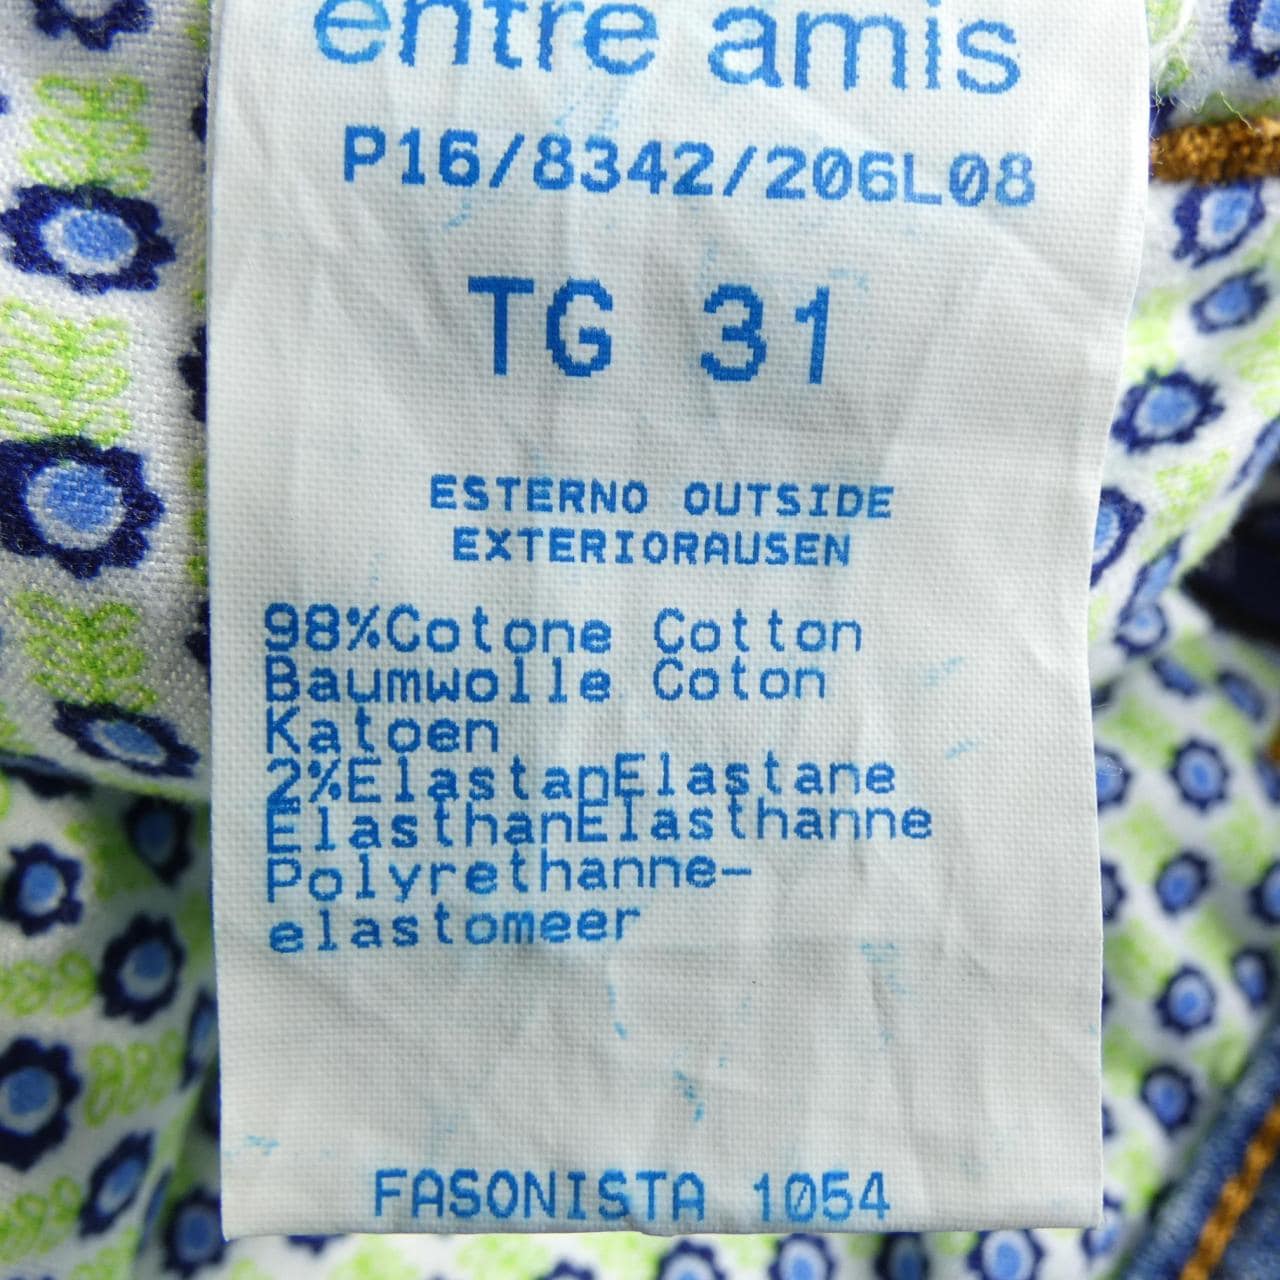 entre amis
P16/8342/206L08
TG 31
ESTERNO OUTSIDE
EXTERIORAUSEN
98%Cotone Cotton
Baumwolle Coton
Katoen
2%ElastanElastane
ElasthanElasthanne
Polyrethanne-
elastomeer
FASONISTA 1054